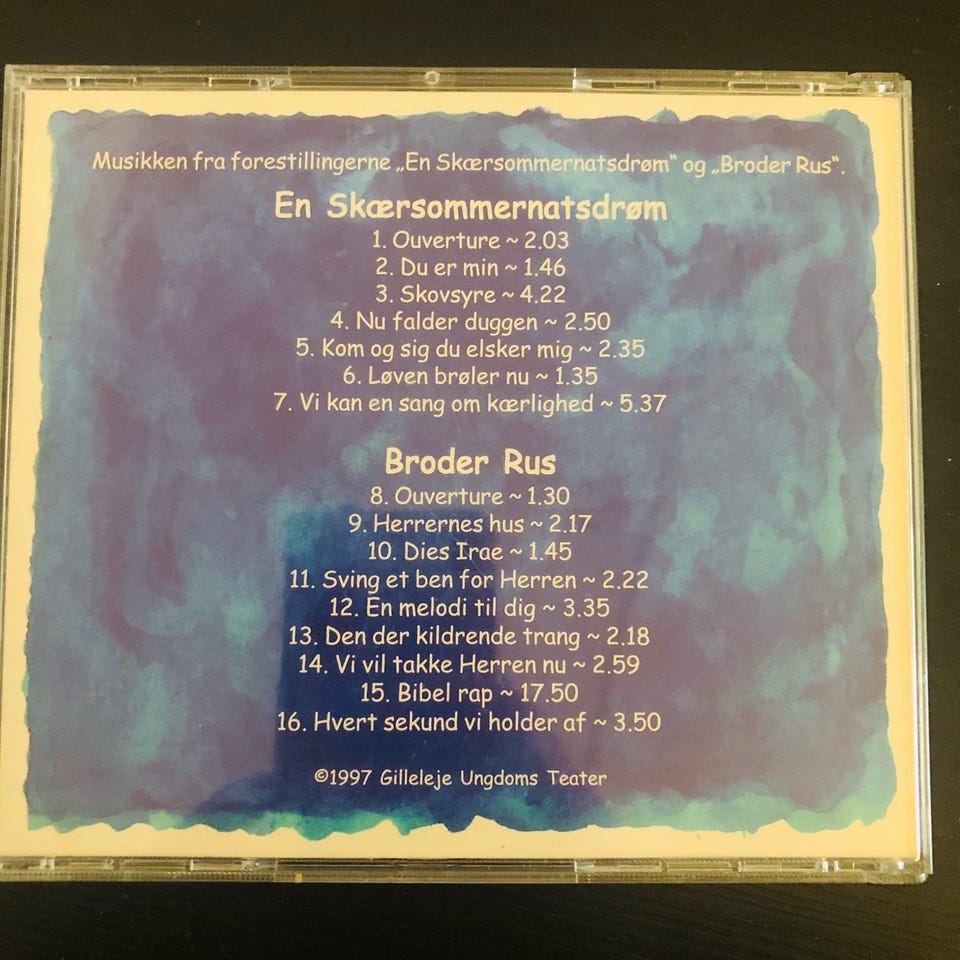 Musikken fra forestillingerne „En Skærsommernatsdrøm“ og „Broder Rus“.
En Skærsommernatsdrøm
1. Ouverture ~ 2.03
2. Du er min ~ 1.46
3. Skovsyre ~ 4.22
4. Nu falder duggen ~ 2.50
5. Kom og sig du elsker mig ~ 2.35
6. Løven brøler nu ~ 1.35
7. Vi kan en sang om kærlighed ~ 5.37
Broder Rus
8. Ouverture ~ 1.30
9. Herrernes hus ~ 2.17
10. Dies Irae ~ 1.45
11. Sving et ben for Herren ~ 2.22
12. En melodi til dig ~ 3.35
13. Den der kildrende trang ~ 2.18
14. Vi vil takke Herren nu ~ 2.59
15. Bibel rap ~ 17.50
16. Hvert sekund vi holder af ~ 3.50
©1997 Gilleleje Ungdoms Teater